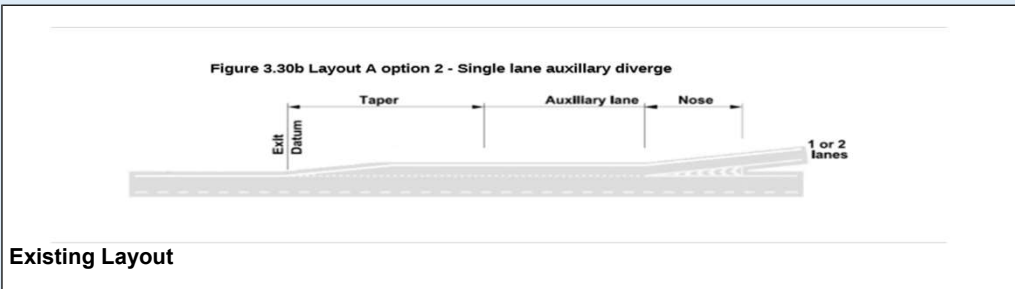 Figure 3.30b Layout A option 2 - Single lane auxillary diverge
Taper
Auxiliary lane
Nose
Exit
Datum
1 or 2
lanes
Existing Layout